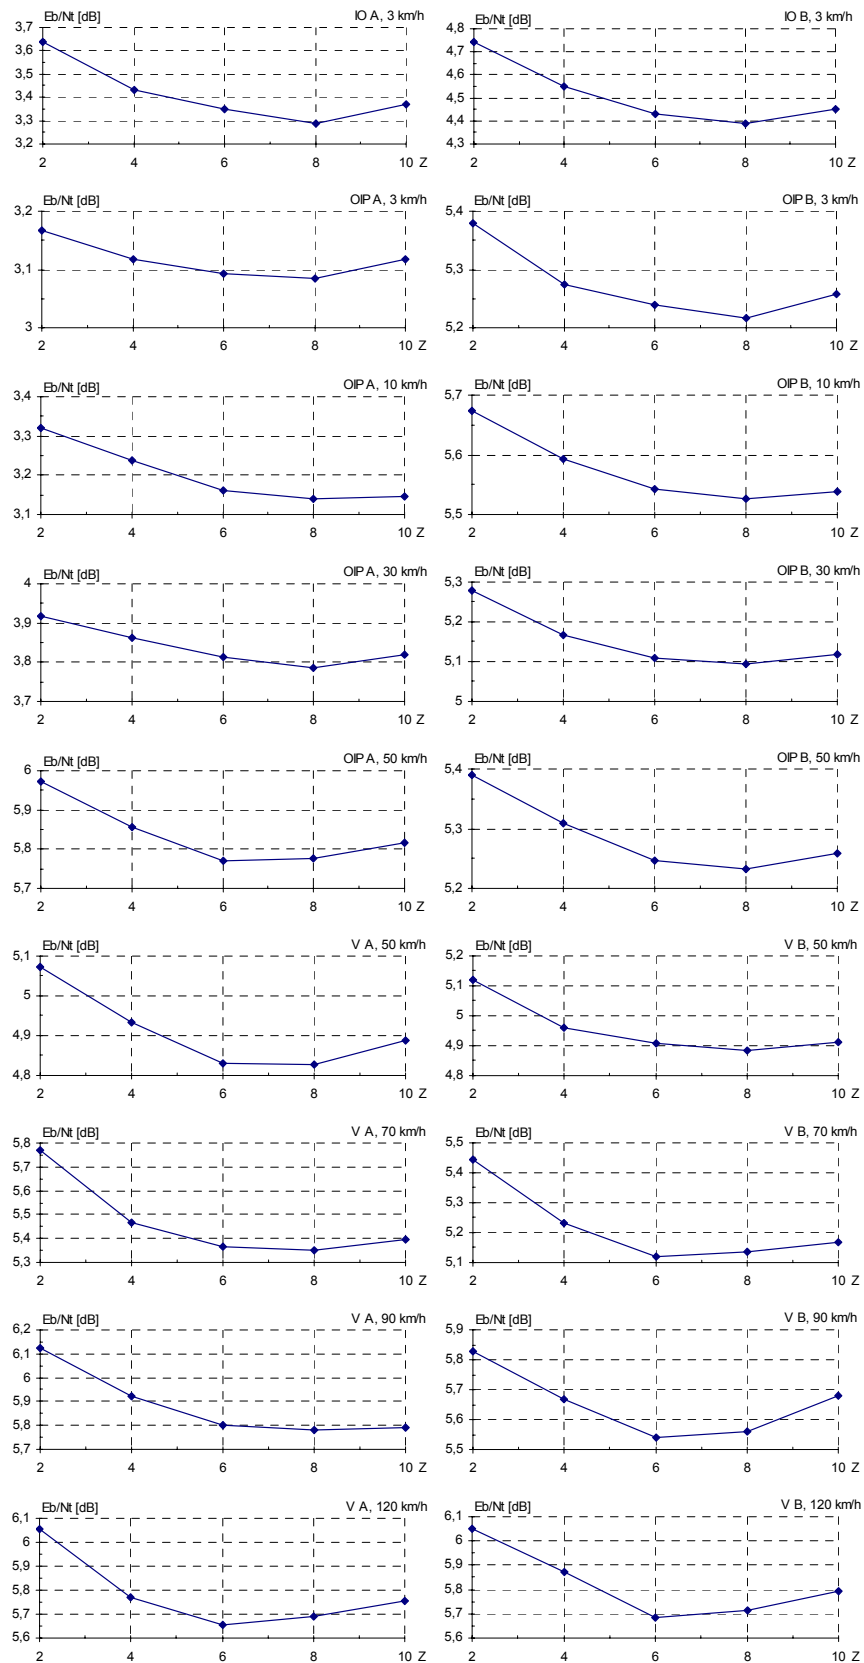 Eb/Nt [dB] IO A, 3 km/h
3,7
3,6
3,5
3,4
3,3
3,2
2 4 6 8 10 Z
Eb/Nt [dB] IO B, 3 km/h
4,8
4,7
4,6
4,5
4,4
4,3
2 4 6 8 10 Z
Eb/Nt [dB] OIP A, 3 km/h
3,2
3,1
3
2 4 6 8 10 Z
Eb/Nt [dB] OIP B, 3 km/h
5,4
5,3
5,2
2 4 6 8 10 Z
Eb/Nt [dB] OIP A, 10 km/h
3,4
3,3
3,2
3,1
2 4 6 8 10 Z
Eb/Nt [dB] OIP B, 10 km/h
5,7
5,6
5,5
2 4 6 8 10 Z
Eb/Nt [dB] OIP A, 30 km/h
4
3,9
3,8
3,7
2 4 6 8 10 Z
Eb/Nt [dB] OIP B, 30 km/h
5,3
5,2
5,1
5
2 4 6 8 10 Z
Eb/Nt [dB] OIP A, 50 km/h
6
5,9
5,8
5,7
2 4 6 8 10 Z
Eb/Nt [dB] OIP B, 50 km/h
5,4
5,3
5,2
2 4 6 8 10 Z
Eb/Nt [dB] V A, 50 km/h
5,1
5
4,9
4,8
2 4 6 8 10 Z
Eb/Nt [dB] V B, 50 km/h
5,2
5,1
5
4,9
4,8
2 4 6 8 10 Z
Eb/Nt [dB] V A, 70 km/h
5,8
5,7
5,6
5,5
5,4
5,3
2 4 6 8 10 Z
Eb/Nt [dB] V B, 70 km/h
5,5
5,4
5,3
5,2
5,1
2 4 6 8 10 Z
Eb/Nt [dB] V A, 90 km/h
6,2
6,1
6
5,9
5,8
5,7
2 4 6 8 10 Z
Eb/Nt [dB] V B, 90 km/h
5,9
5,8
5,7
5,6
5,5
2 4 6 8 10 Z
Eb/Nt [dB] V A, 120 km/h
6,1
6
5,9
5,8
5,7
5,6
2 4 6 8 10 Z
Eb/Nt [dB] V B, 120 km/h
6,1
6
5,9
5,8
5,7
5,6
2 4 6 8 10 Z